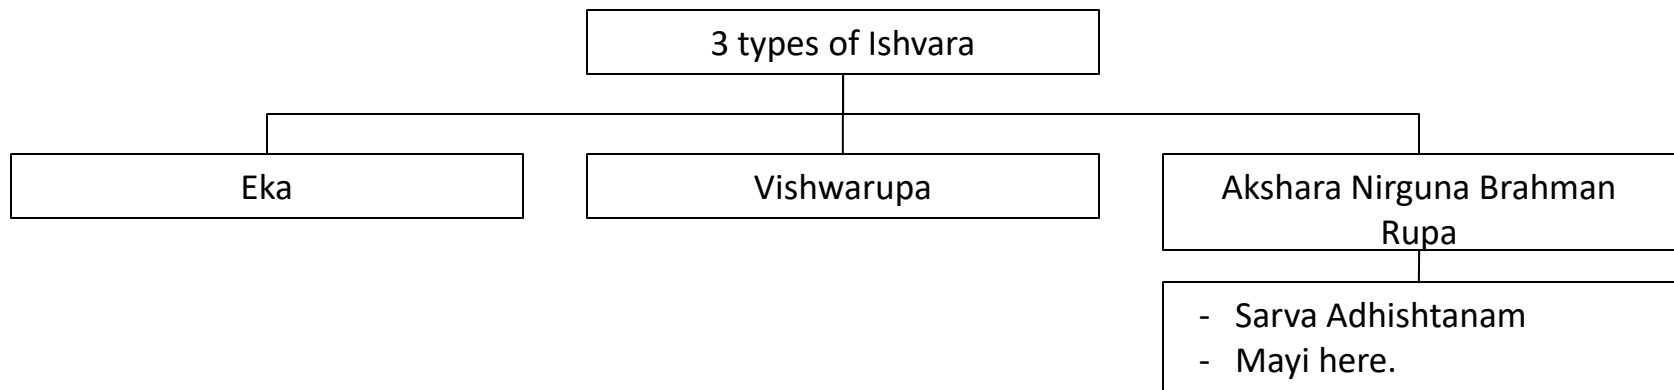 3 types of Ishvara
Eka
Vishwarupa
Akshara Nirguna Brahman
Rupa
- Sarva Adhishtanam
- Mayi here.